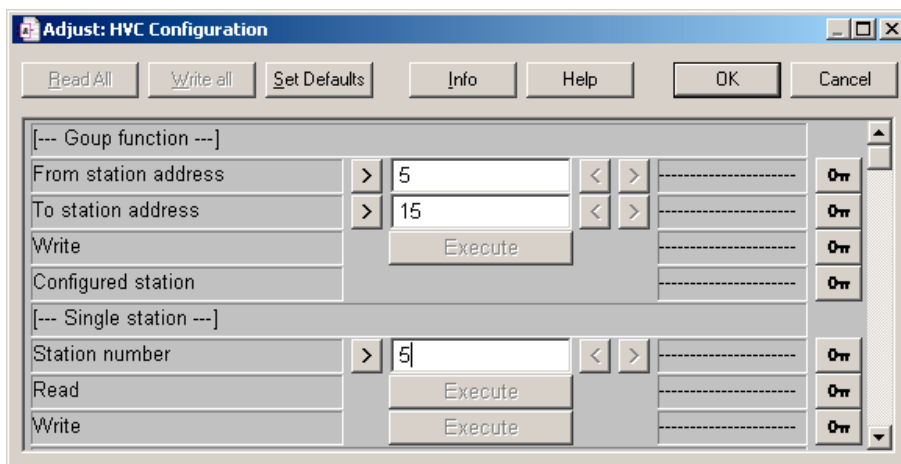 Adjust: HVC Configuration
Read All Write all Set Defaults Info Help OK Cancel
[--- Goup function ---]
From station address > 5 < > ----------------------
To station address > 15 < > ----------------------
Write Execute ----------------------
Configured station ----------------------
[--- Single station ---]
Station number > 5 < > ----------------------
Read Execute ----------------------
Write Execute ----------------------